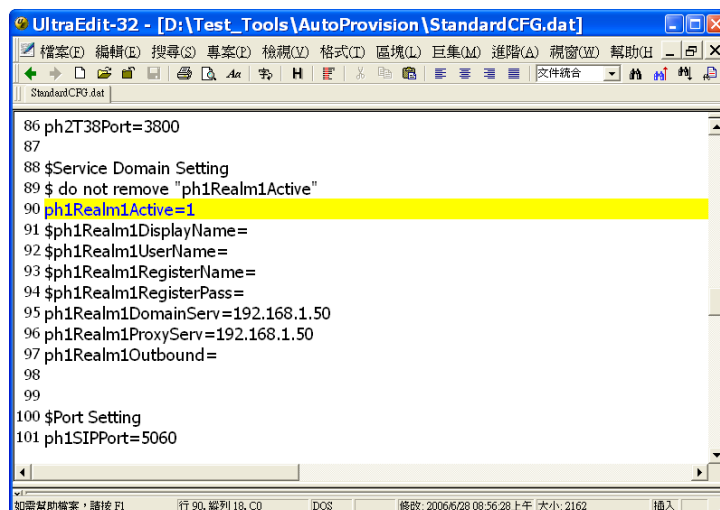 UltraEdit-32 - [D:\Test_Tools\AutoProvision\StandardCFG.dat]
檔案(F) 編輯(E) 搜尋(S) 專案(P) 檢視(V) 格式(T) 區塊(L) 巨集(M) 進階(A) 視窗(W) 幫助(H
文件統合
StandardCFG.dat
86 ph2T38Port=3800
87
88 $Service Domain Setting
89 $ do not remove "ph1Realm1Active"
90 ph1Realm1Active=1
91 $ph1Realm1DisplayName=
92 $ph1Realm1UserName=
93 $ph1Realm1RegisterName=
94 $ph1Realm1RegisterPass=
95 ph1Realm1DomainServ=192.168.1.50
96 ph1Realm1ProxyServ=192.168.1.50
97 ph1Realm1Outbound=
98
99
100 $Port Setting
101 ph1SIPPort=5060
如需幫助檔案，請按 F1 行 90, 縱列 18, C0 DOS 修改: 2006/6/28 08:56:28 上午 大小: 2162 插入